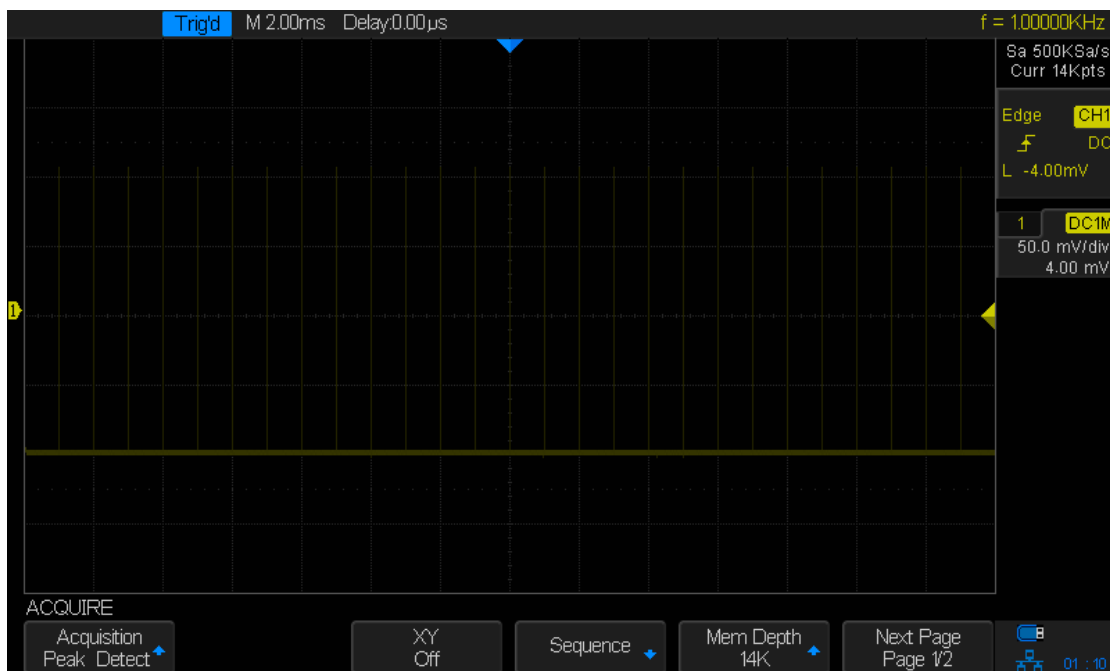 Trig'd M 2.00ms Delay:0.00µs f = 1.00000KHz
Sa 500KSa/s
Curr 14Kpts
Edge CH1
DC
L -4.00mV
1 DC1M
50.0 mV/div
4.00 mV
1
ACQUIRE
Acquisition
Peak Detect
XY
Off
Sequence
Mem Depth
14K
Next Page
Page 1/2
01 : 10